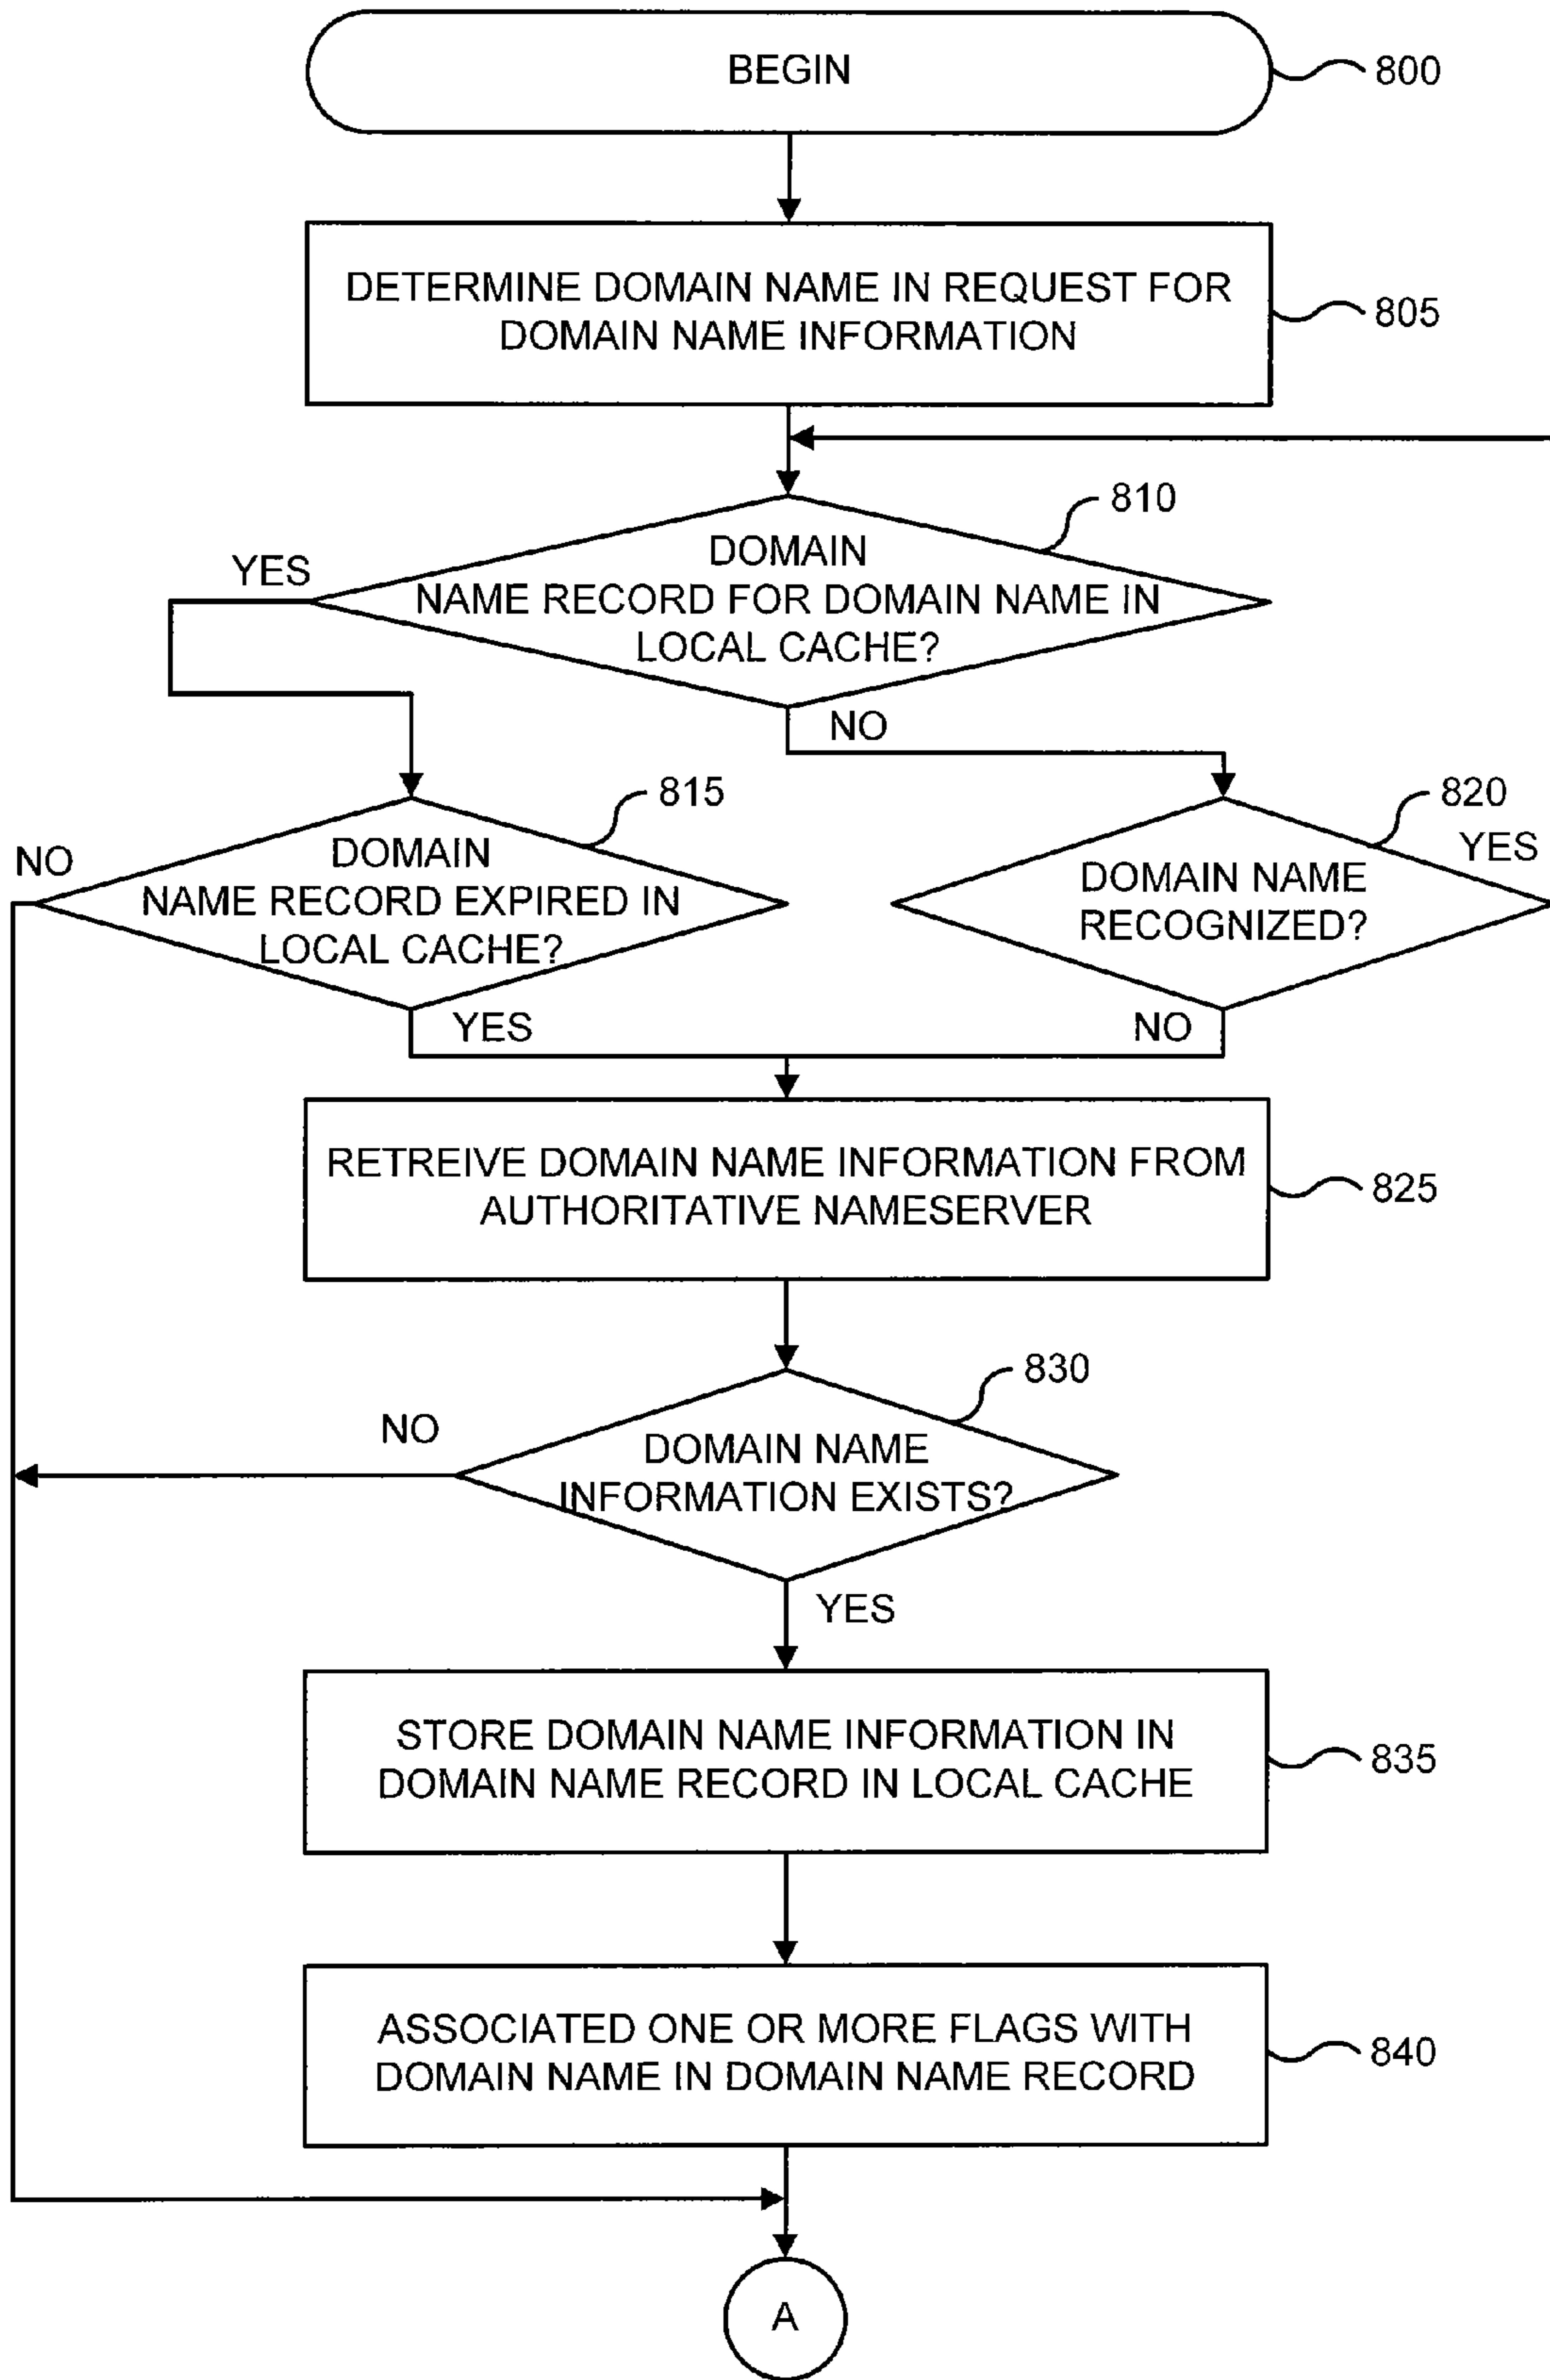 BEGIN
800
DETERMINE DOMAIN NAME IN REQUEST FOR
DOMAIN NAME INFORMATION
805
810
DOMAIN
NAME RECORD FOR DOMAIN NAME IN
LOCAL CACHE?
YES
NO
815
DOMAIN
NAME RECORD EXPIRED IN
LOCAL CACHE?
NO
YES
820
DOMAIN NAME
RECOGNIZED?
YES
NO
RETREIVE DOMAIN NAME INFORMATION FROM
AUTHORITATIVE NAMESERVER
825
830
DOMAIN NAME
INFORMATION EXISTS?
NO
YES
STORE DOMAIN NAME INFORMATION IN
DOMAIN NAME RECORD IN LOCAL CACHE
835
ASSOCIATED ONE OR MORE FLAGS WITH
DOMAIN NAME IN DOMAIN NAME RECORD
840
A